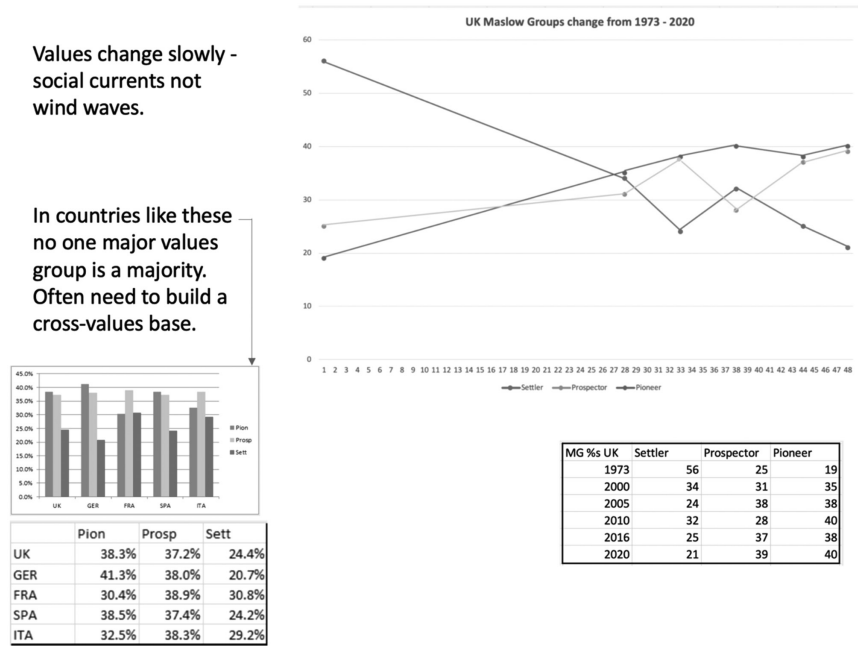 Values change slowly -
social currents not
wind waves.
In countries like these
no one major values
group is a majority.
Often need to build a
cross-values base.
UK Maslow Groups change from 1973 - 2020
60
50
40
30
20
10
0
1 2 3 4 5 6 7 8 9 10 11 12 13 14 15 16 17 18 19 20 21 22 23 24 25 26 27 28 29 30 31 32 33 34 35 36 37 38 39 40 41 42 43 44 45 46 47 48
Settler Prospector Pioneer
45.0%
40.0%
35.0%
30.0%
25.0%
20.0%
15.0%
10.0%
5.0%
0.0%
UK GER FRA SPA ITA
Pion
Prosp
Sett
Pion Prosp Sett
UK 38.3% 37.2% 24.4%
GER 41.3% 38.0% 20.7%
FRA 30.4% 38.9% 30.8%
SPA 38.5% 37.4% 24.2%
ITA 32.5% 38.3% 29.2%
MG %s UK Settler Prospector Pioneer
1973 56 25 19
2000 34 31 35
2005 24 38 38
2010 32 28 40
2016 25 37 38
2020 21 39 40